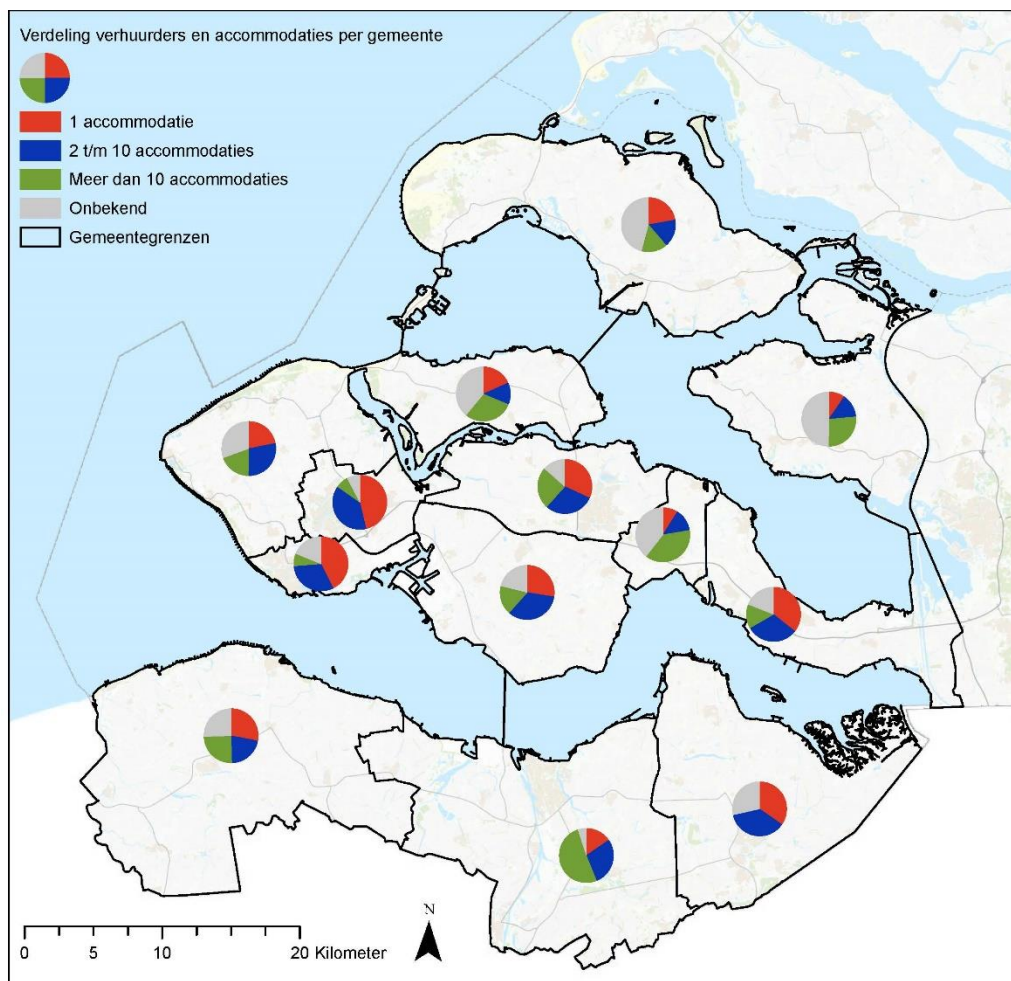 Verdeling verhuurders en accommodaties per gemeente
1 accommodatie
2 t/m 10 accommodaties
Meer dan 10 accommodaties
Onbekend
Gemeentegrenzen
N
0 5 10 20 Kilometer